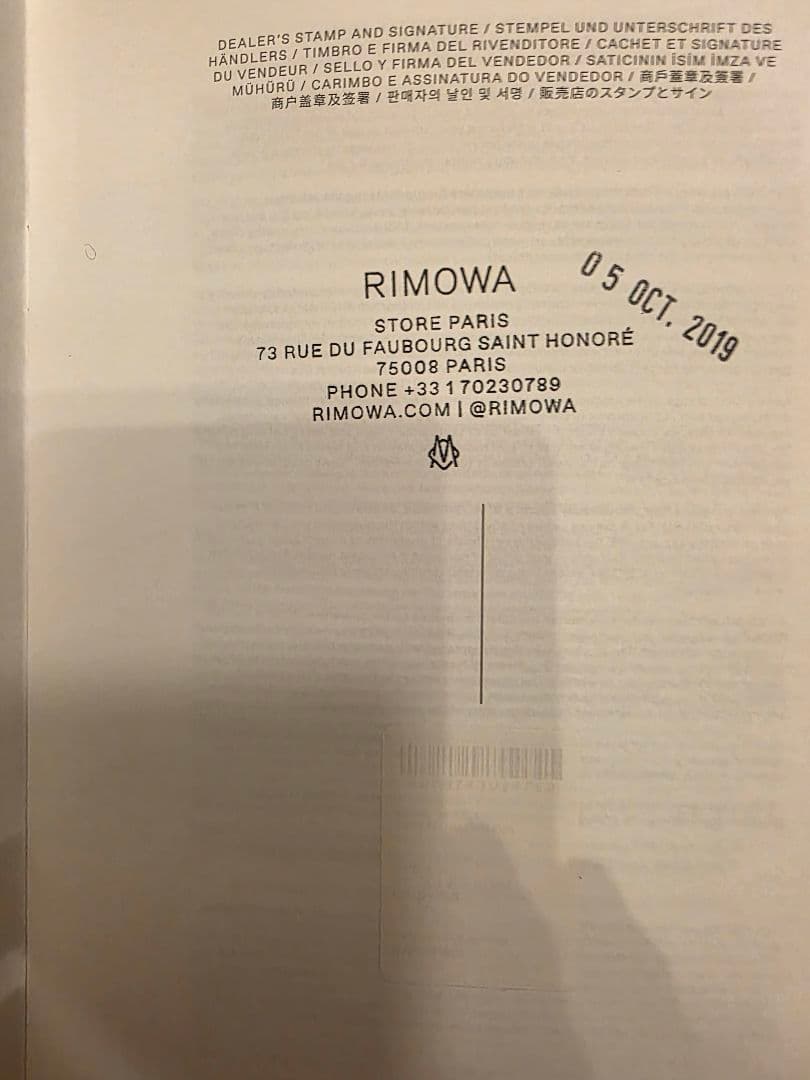 DEALER'S STAMP AND SIGNATURE / STEMPEL UND UNTERSCHRIFT DES
HÄNDLERS / TIMBRO E FIRMA DEL RIVENDITORE / CACHET ET SIGNATURE
DU VENDEUR / SELLO Y FIRMA DEL VENDEDOR / SATICININ ÏSİM İMZA VE
MÜHÜRÜ / CARIMBO E ASSINATURA DO VENDEDOR / 商戶蓋章及簽署 /
商户盖章及签署 / 판매자의 날인 및 서명 / 販売店のスタンプとサイン
05 OCT. 2019
RIMOWA
STORE PARIS
73 RUE DU FAUBOURG SAINT HONORÉ
75008 PARIS
PHONE +33 1 70230789
RIMOWA.COM | @RIMOWA